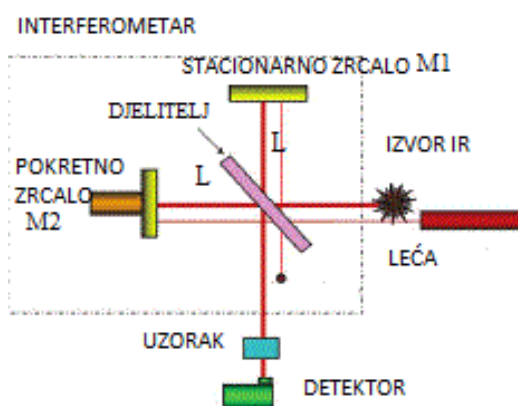 INTERFEROMETAR
STACIONARNO ZRCALO M1
DJELITELJ
L
IZVOR IR
POKRETNO
ZRCALO
L
M2
LEĆA
UZORAK
DETEKTOR